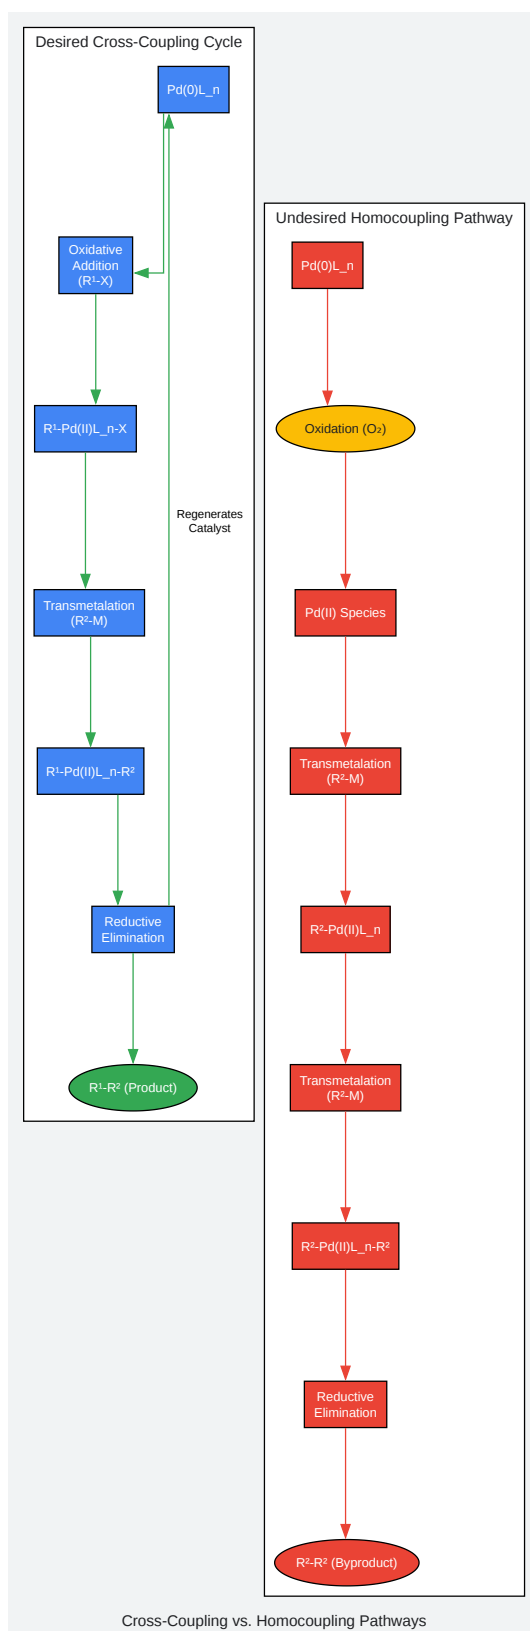 Desired Cross-Coupling Cycle
Pd(0)L_n
Oxidative
Addition
(R¹-X)
R¹-Pd(II)L_n-X
Regenerates
Catalyst
Transmetalation
(R²-M)
R¹-Pd(II)L_n-R²
Reductive
Elimination
R¹-R² (Product)
Undesired Homocoupling Pathway
Pd(0)L_n
Oxidation (O₂)
Pd(II) Species
Transmetalation
(R²-M)
R²-Pd(II)L_n
Transmetalation
(R²-M)
R²-Pd(II)L_n-R²
Reductive
Elimination
R²-R² (Byproduct)
Cross-Coupling vs. Homocoupling Pathways